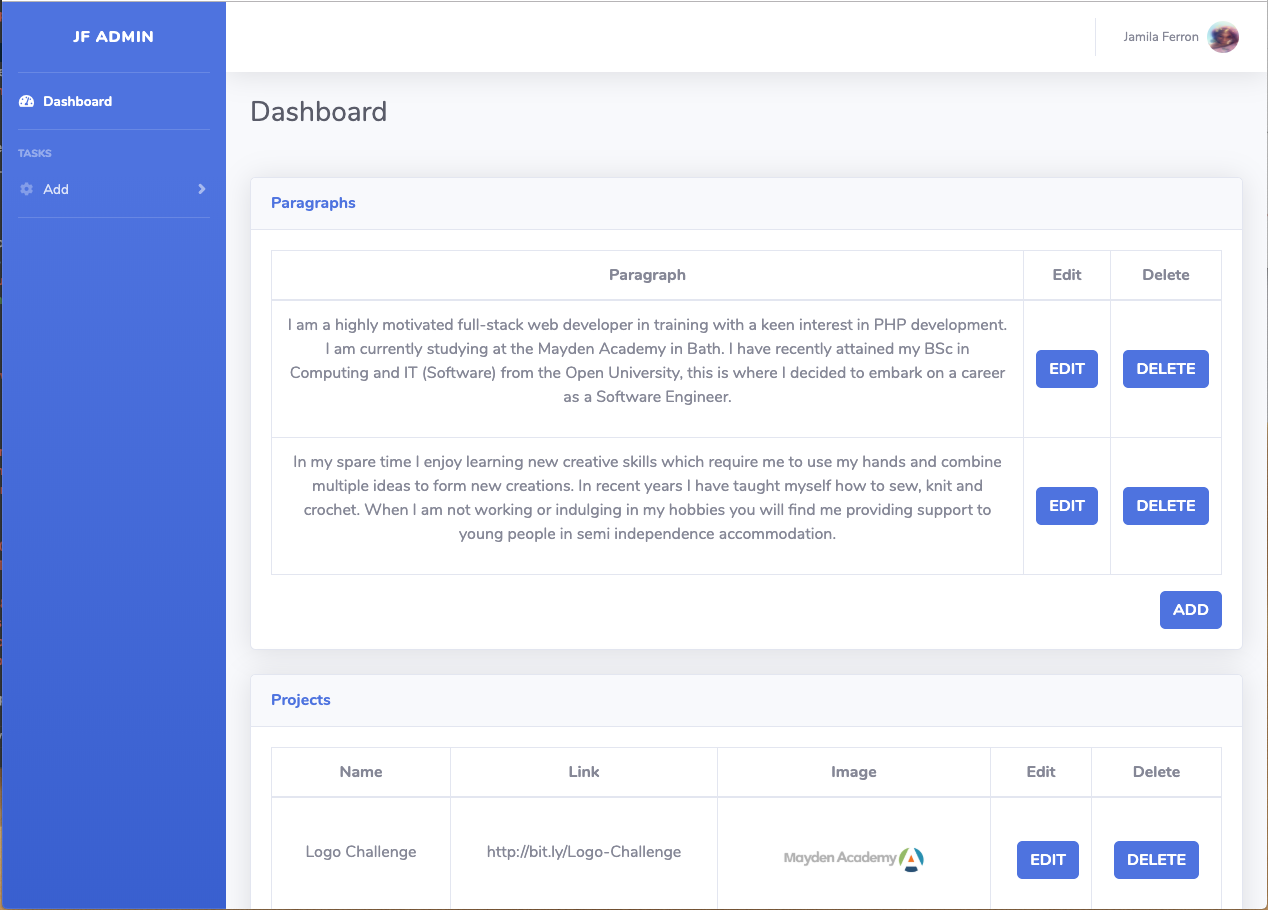 JF ADMIN
Jamila Ferron
Dashboard
TASKS
Add
Dashboard
Paragraphs
Paragraph Edit Delete
I am a highly motivated full-stack web developer in training with a keen interest in PHP development.
I am currently studying at the Mayden Academy in Bath. I have recently attained my BSc in
Computing and IT (Software) from the Open University, this is where I decided to embark on a career
as a Software Engineer.
EDIT DELETE
In my spare time I enjoy learning new creative skills which require me to use my hands and combine
multiple ideas to form new creations. In recent years I have taught myself how to sew, knit and
crochet. When I am not working or indulging in my hobbies you will find me providing support to
young people in semi independence accommodation.
EDIT DELETE
ADD
Projects
Name Link Image Edit Delete
Logo Challenge http://bit.ly/Logo-Challenge Mayden Academy EDIT DELETE